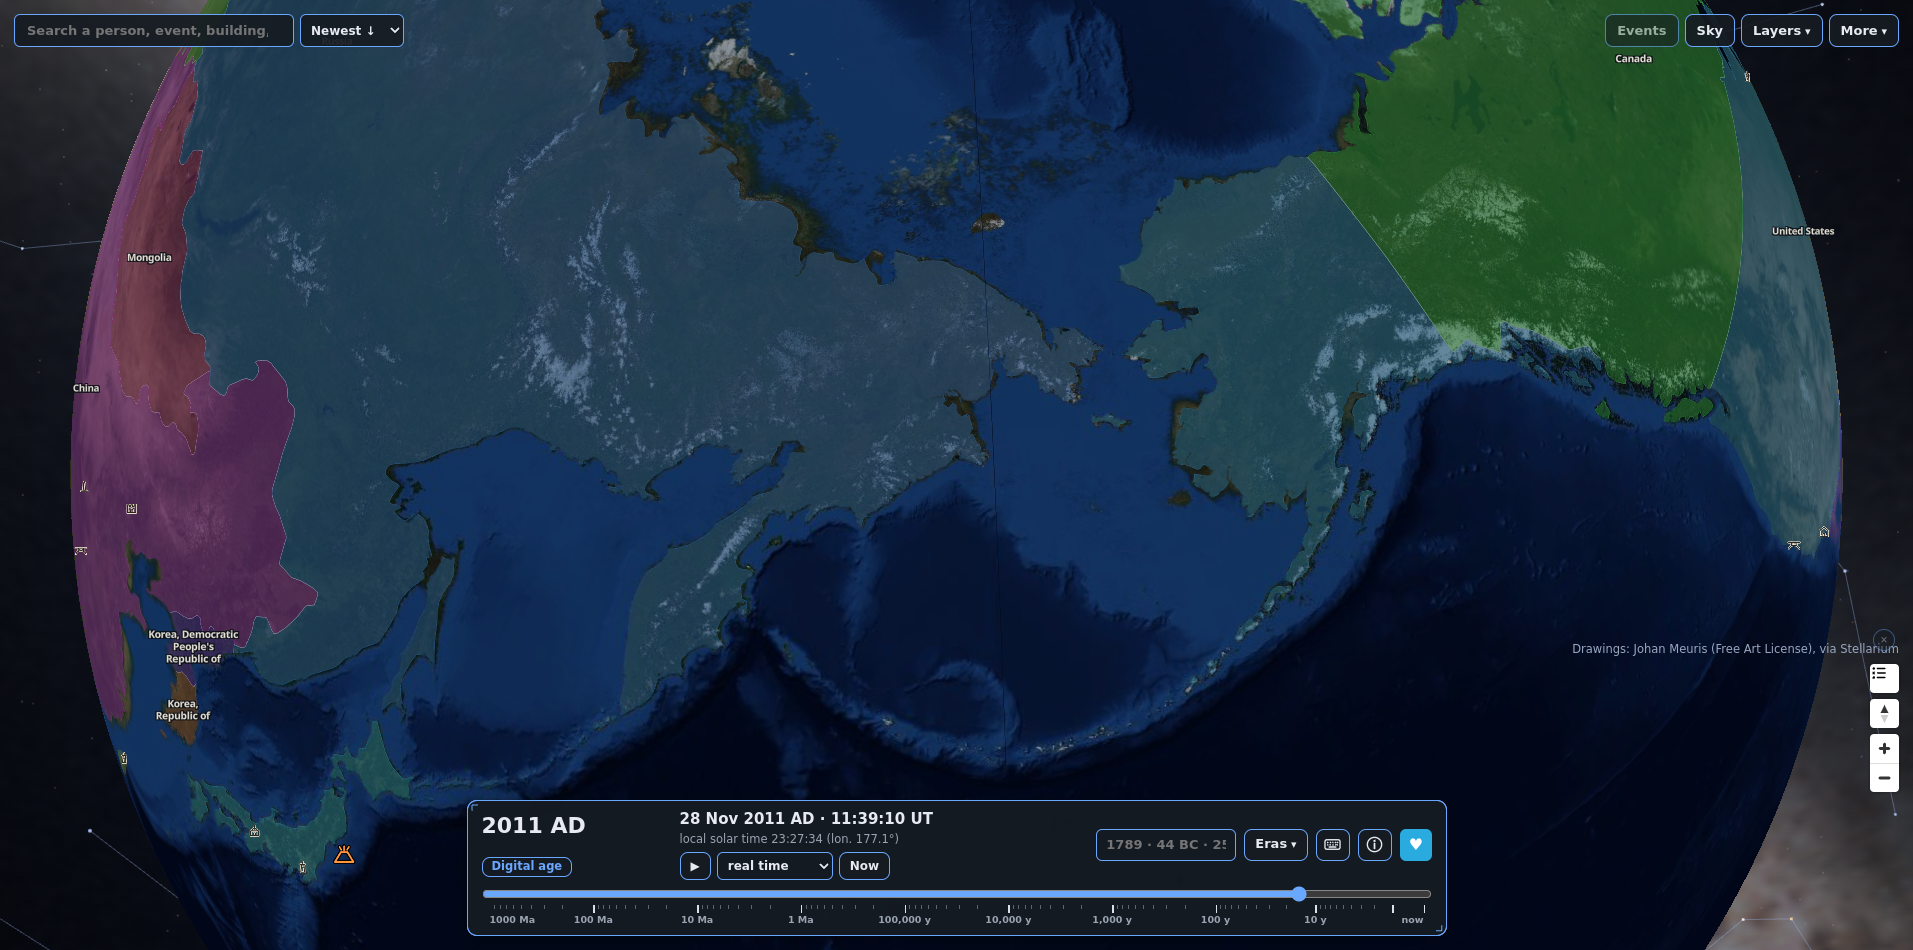 Search a person, event, building,
Newest ↓
Events
Sky
Layers ▾
More ▾
Canada
United States
Mongolia
China
Korea, Democratic
People's
Republic of
Korea,
Republic of
Drawings: Johan Meuris (Free Art License), via Stellarium
2011 AD
28 Nov 2011 AD · 11:39:10 UT
local solar time 23:27:34 (lon. 177.1°)
Digital age
real time
Now
1789 · 44 BC · 25
Eras ▾
1000 Ma
100 Ma
10 Ma
1 Ma
100,000 y
10,000 y
1,000 y
100 y
10 y
now